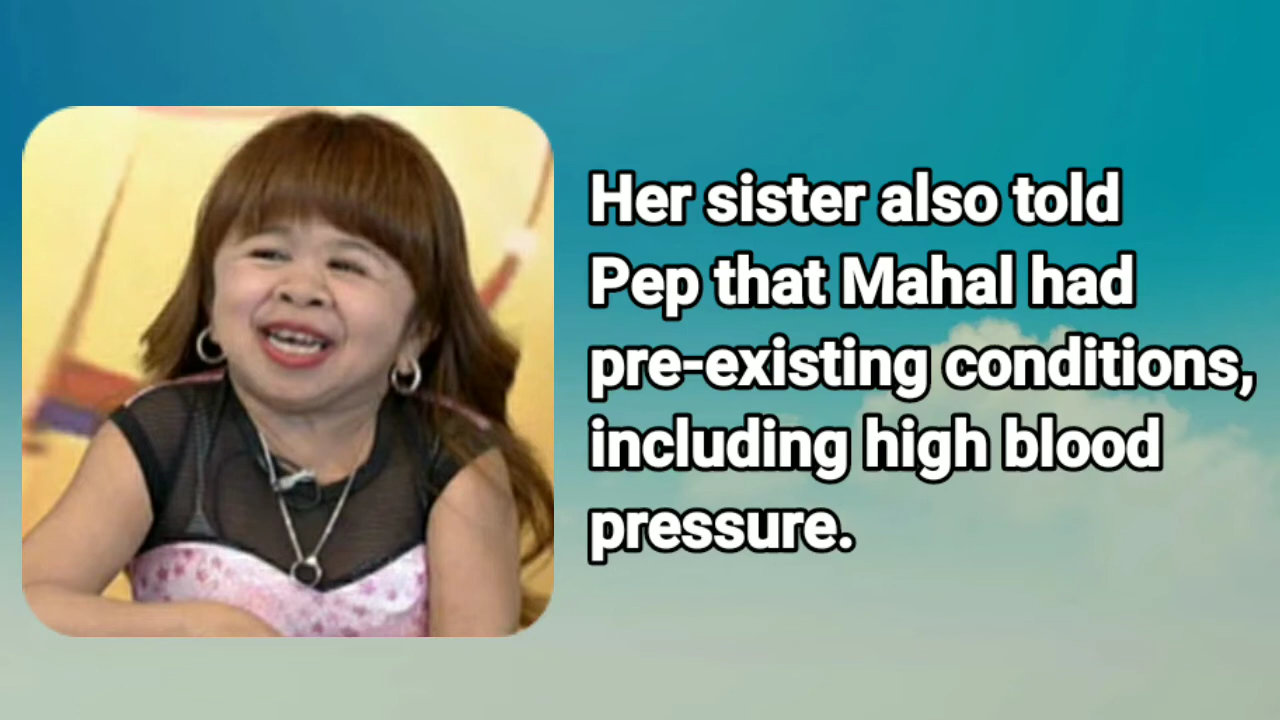 Her sister also told
Pep that Mahal had
pre-existing conditions,
including high blood
pressure.